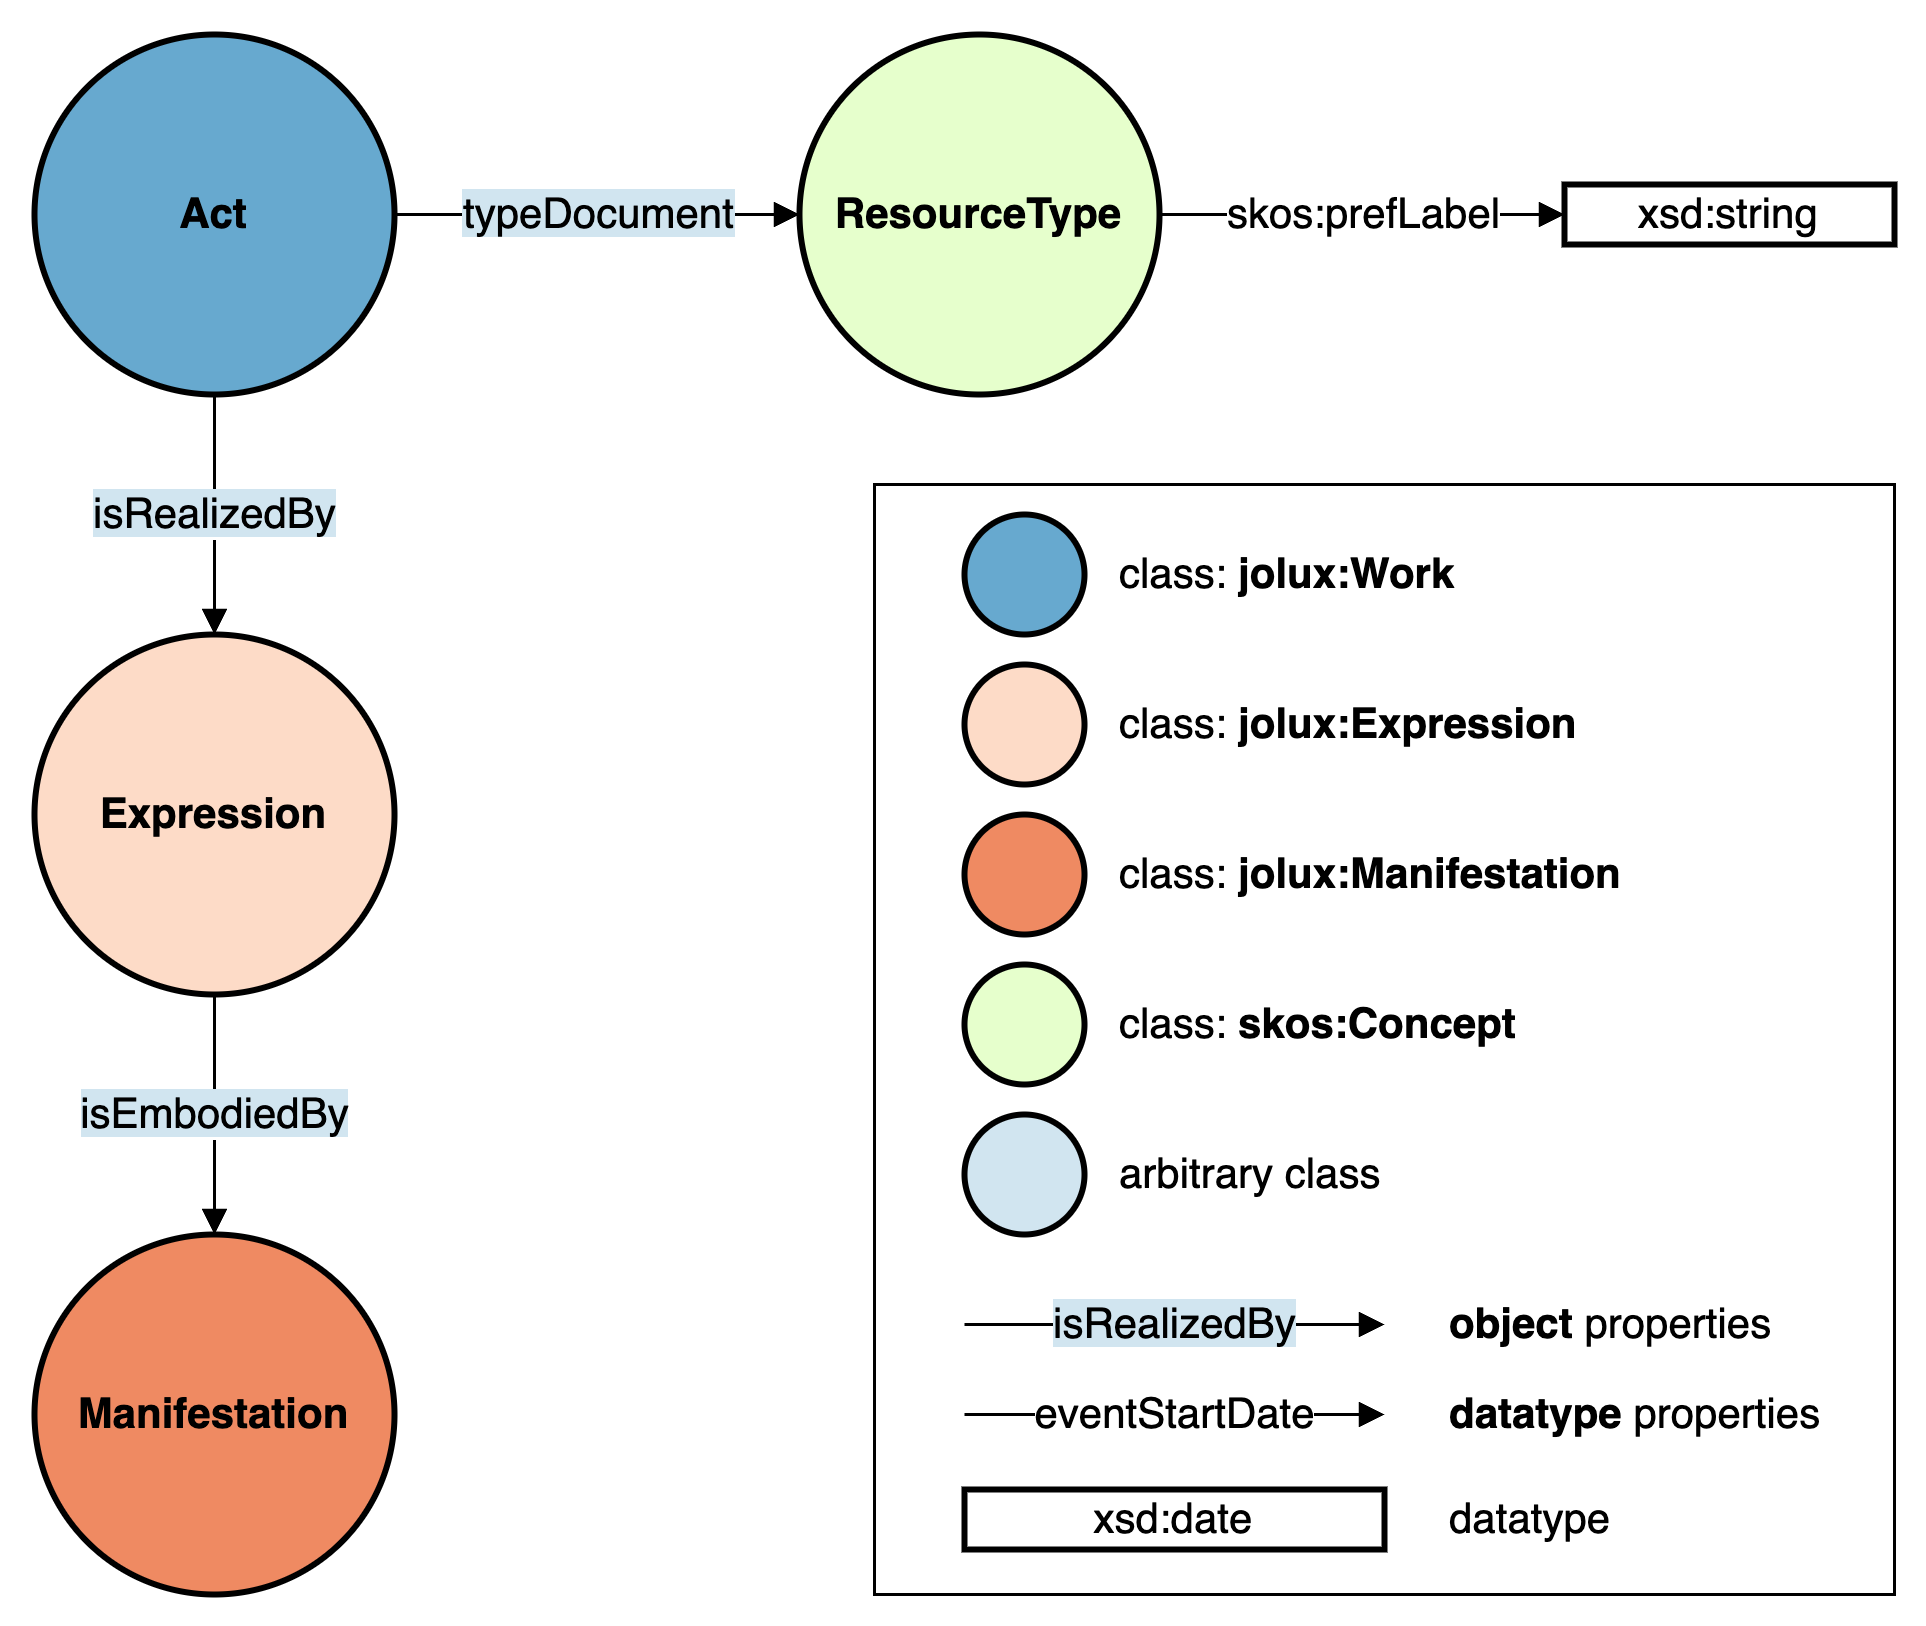 Act
typeDocument
ResourceType
skos:prefLabel
xsd:string
isRealizedBy
Expression
isEmbodiedBy
Manifestation
class: jolux:Work
class: jolux:Expression
class: jolux:Manifestation
class: skos:Concept
arbitrary class
isRealizedBy object properties
eventStartDate datatype properties
xsd:date datatype